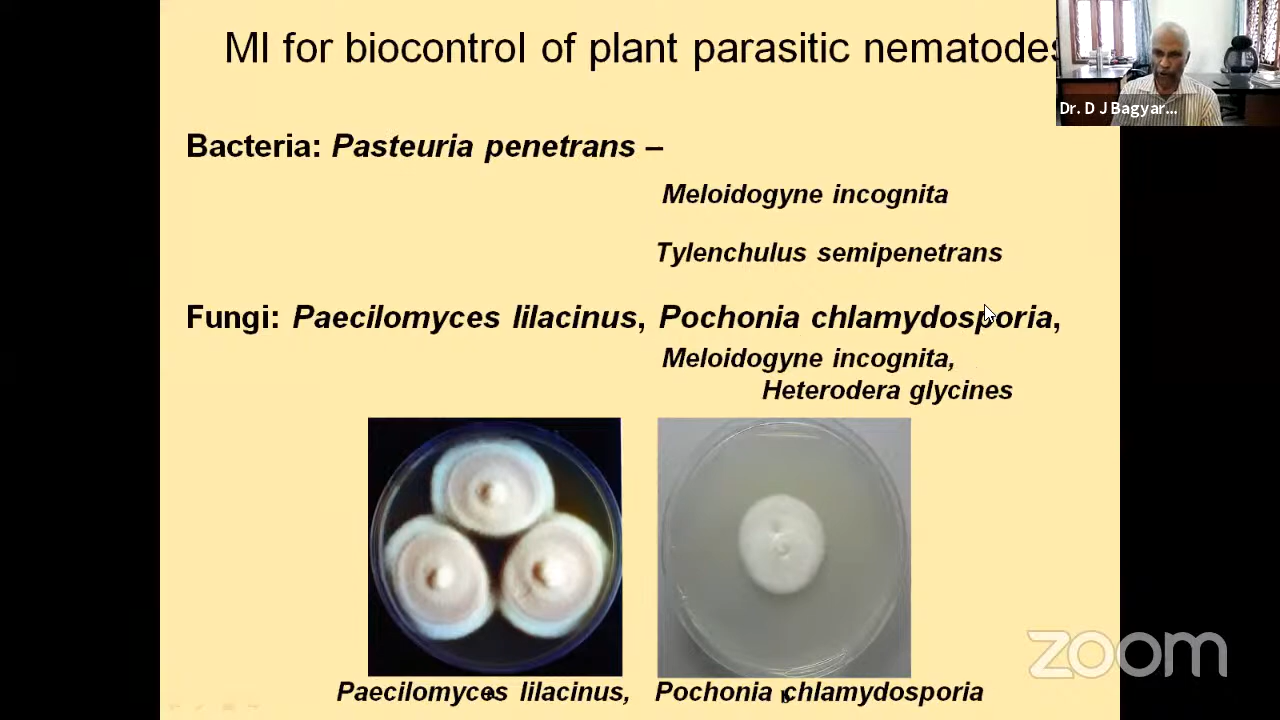 MI for biocontrol of plant parasitic nematodes
Dr. D J Bagyar...
Bacteria: Pasteuria penetrans –
Meloidogyne incognita
Tylenchulus semipenetrans
Fungi: Paecilomyces lilacinus, Pochonia chlamydosporia,
Meloidogyne incognita,
Heterodera glycines
Paecilomyces lilacinus, Pochonia chlamydosporia
zoom